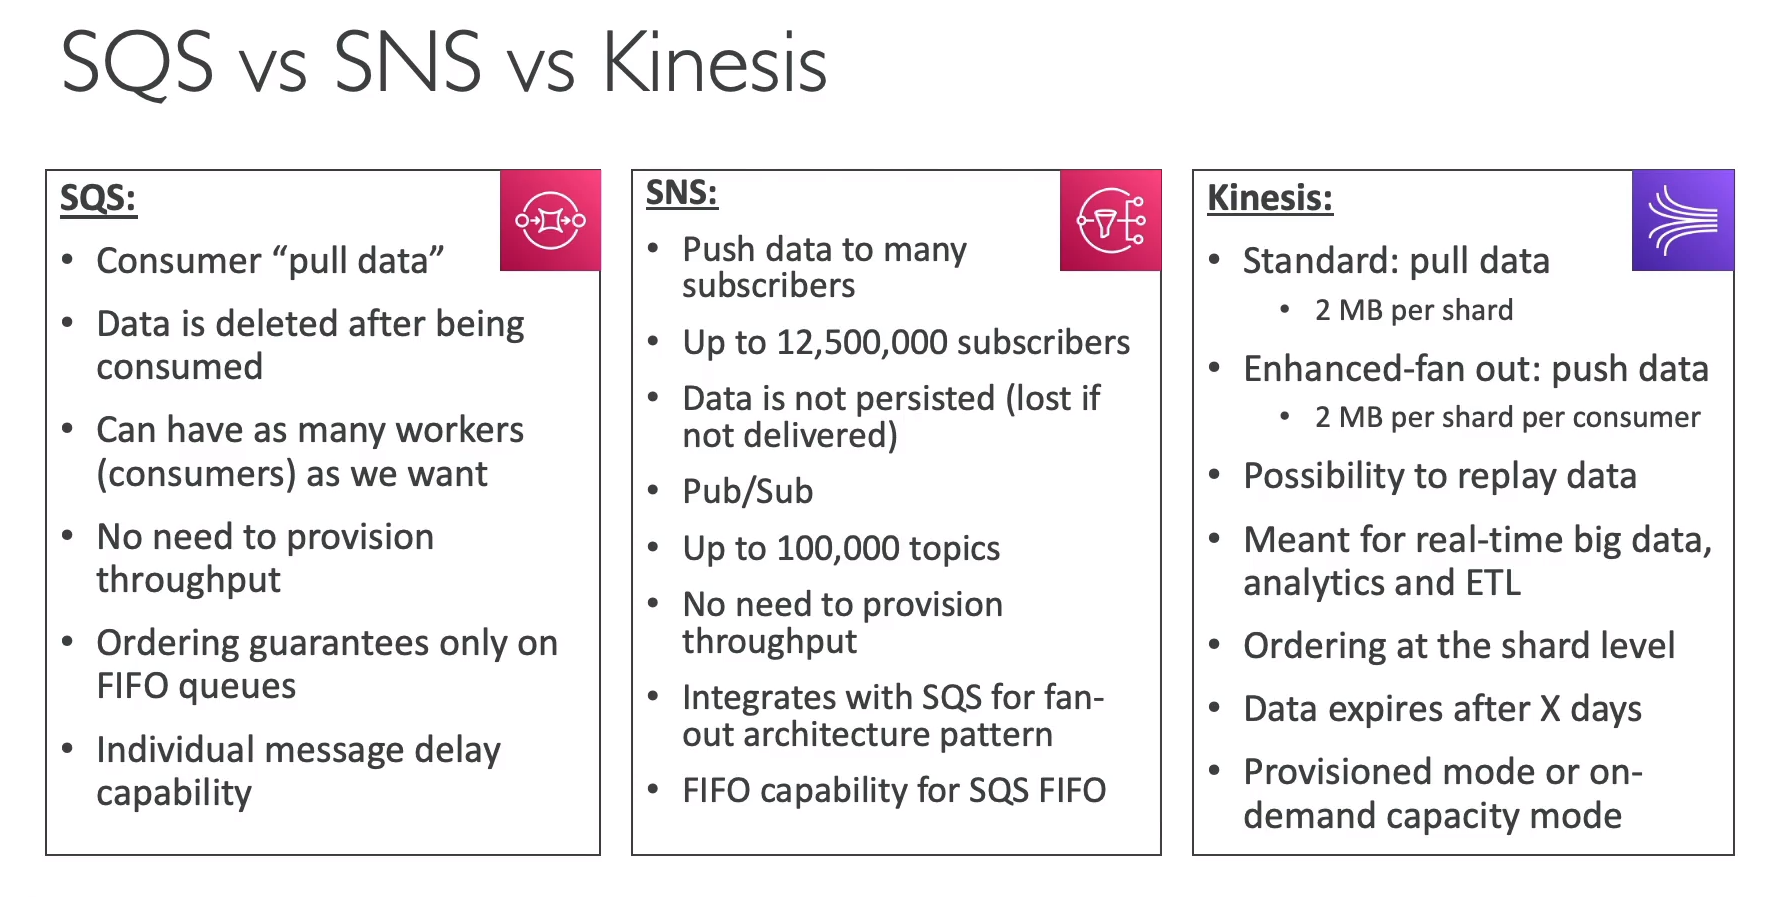 SQS vs SNS vs Kinesis
SQS:
• Consumer “pull data”
• Data is deleted after being
consumed
• Can have as many workers
(consumers) as we want
• No need to provision
throughput
• Ordering guarantees only on
FIFO queues
• Individual message delay
capability
SNS:
• Push data to many
subscribers
• Up to 12,500,000 subscribers
• Data is not persisted (lost if
not delivered)
• Pub/Sub
• Up to 100,000 topics
• No need to provision
throughput
• Integrates with SQS for fan-
out architecture pattern
• FIFO capability for SQS FIFO
Kinesis:
• Standard: pull data
• 2 MB per shard
• Enhanced-fan out: push data
• 2 MB per shard per consumer
• Possibility to replay data
• Meant for real-time big data,
analytics and ETL
• Ordering at the shard level
• Data expires after X days
• Provisioned mode or on-
demand capacity mode